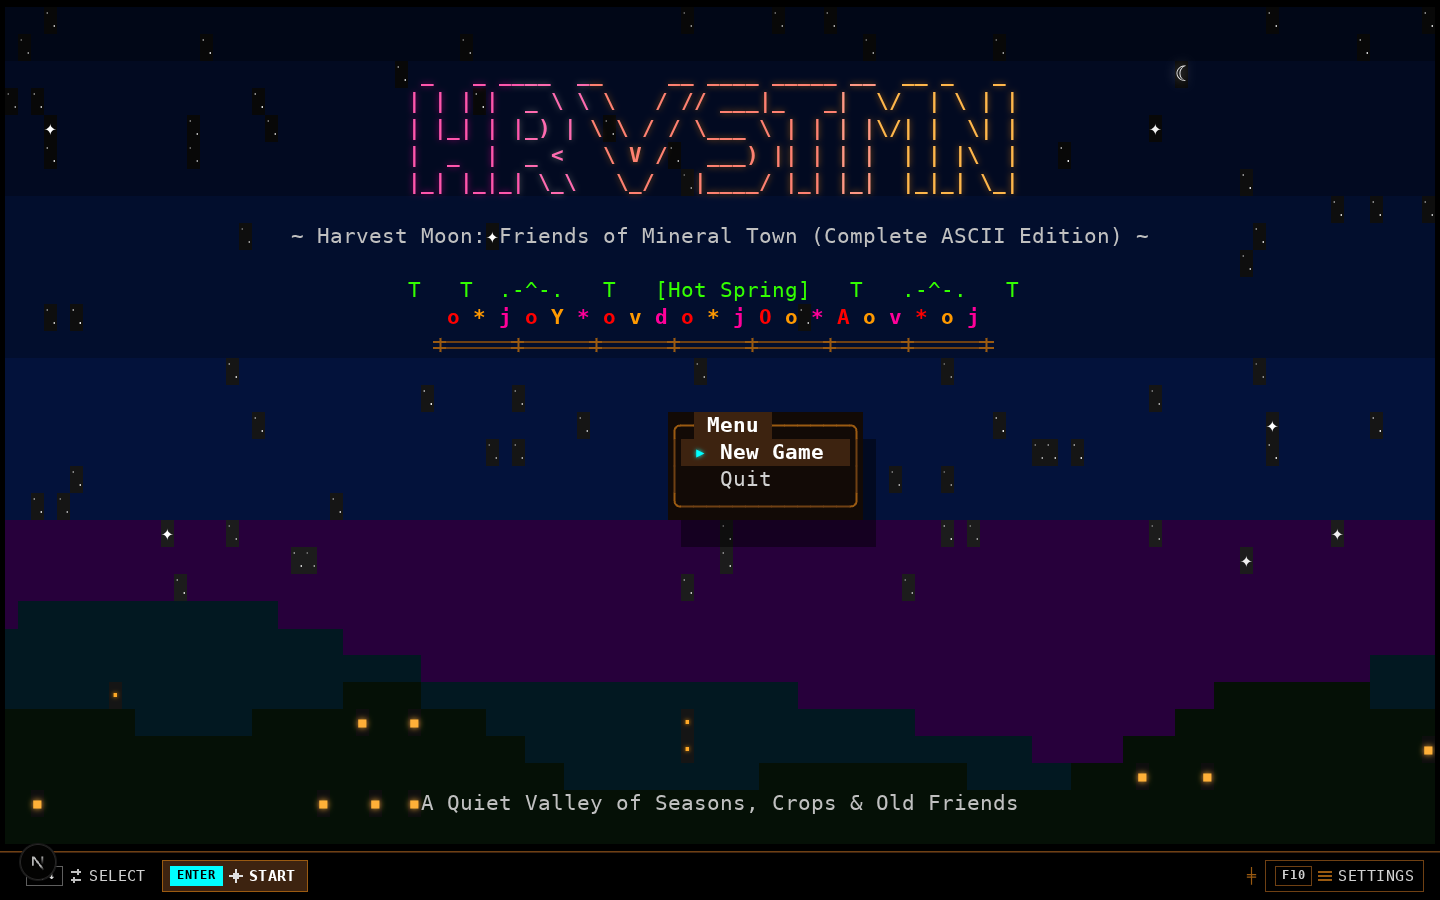 HRVSTMN
~ Harvest Moon:✦Friends of Mineral Town (Complete ASCII Edition) ~
T T .-^-. T [Hot Spring] T .-^-. T
o * j o Y * o v d o * j O o * A o v * o j
Menu
► New Game
Quit
A Quiet Valley of Seasons, Crops & Old Friends
SELECT ENTER START F10 SETTINGS